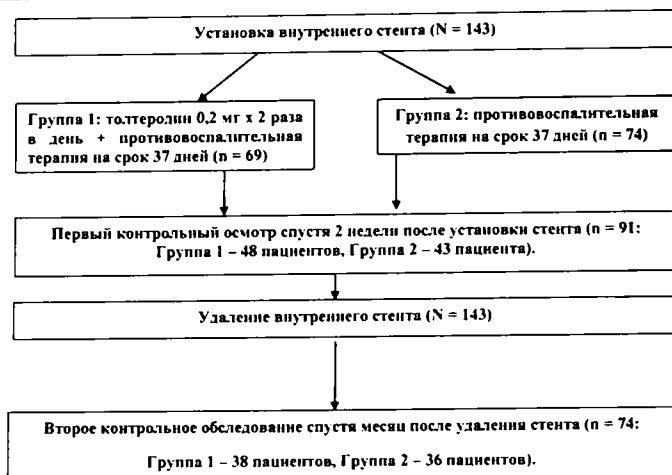 Установка внутреннего стента (N = 143)
Группа 1: толтеродин 0,2 мг х 2 раза
в день + противовоспалительная
терапия на срок 37 дней (n = 69)
Группа 2: противовоспалительная
терапия на срок 37 дней (n = 74)
Первый контрольный осмотр спустя 2 недели после установки стента (n = 91:
Группа 1 – 48 пациентов, Группа 2 – 43 пациента).
Удаление внутреннего стента (N = 143)
Второе контрольное обследование спустя месяц после удаления стента (n = 74:
Группа 1 – 38 пациентов, Группа 2 – 36 пациентов).